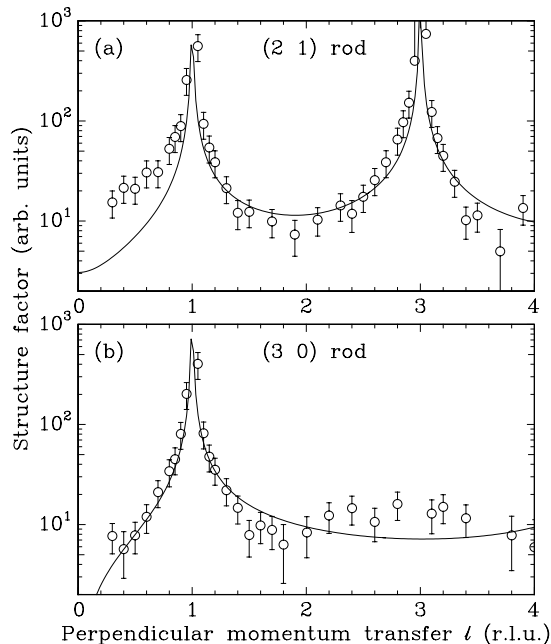 Structure factor (arb. units)
(a) (2 1) rod
10^3
10^2
10^1
0 1 2 3 4
(b) (3 0) rod
10^3
10^2
10^1
0 1 2 3 4
Perpendicular momentum transfer l (r.l.u.)